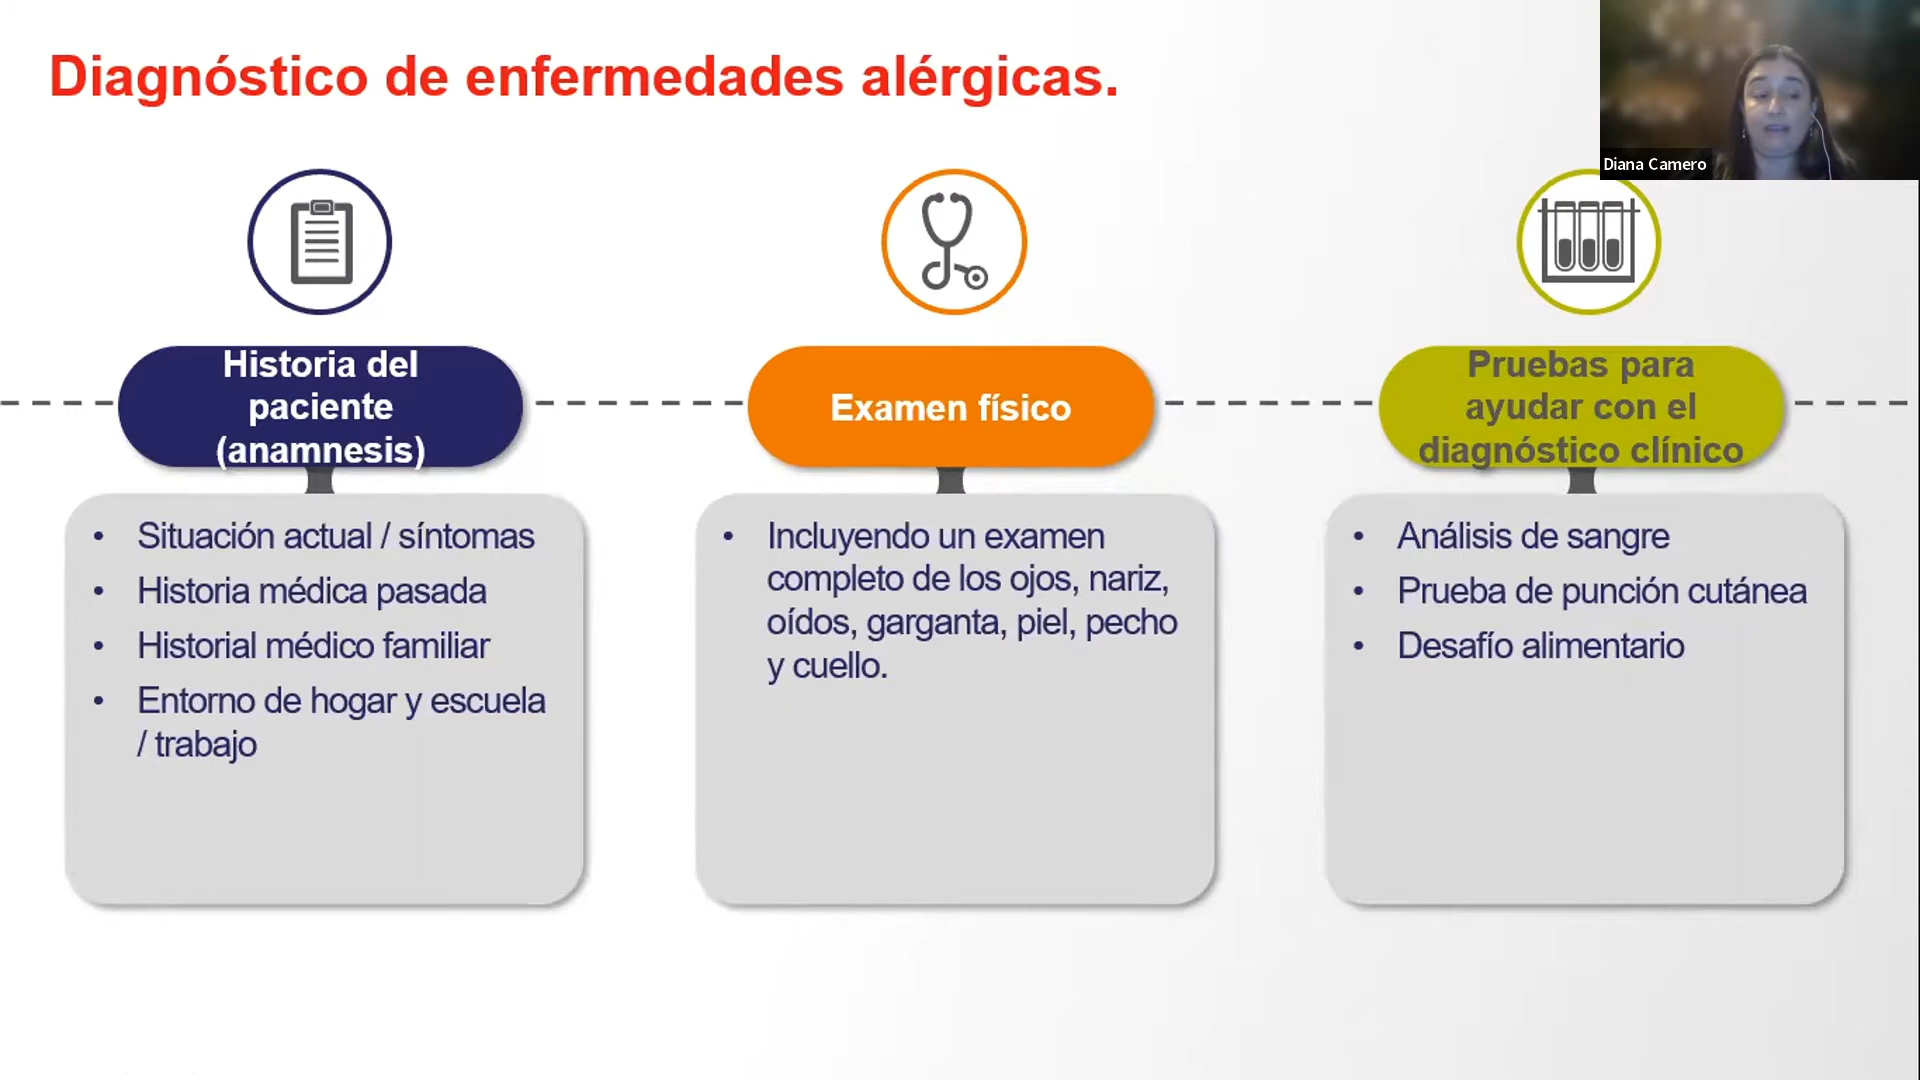 Diagnóstico de enfermedades alérgicas.
Diana Camero
Historia del
paciente
(anamnesis)
Situación actual / síntomas
Historia médica pasada
Historial médico familiar
Entorno de hogar y escuela
/ trabajo
Examen físico
Incluyendo un examen
completo de los ojos, nariz,
oídos, garganta, piel, pecho
y cuello.
Pruebas para
ayudar con el
diagnóstico clínico
Análisis de sangre
Prueba de punción cutánea
Desafío alimentario